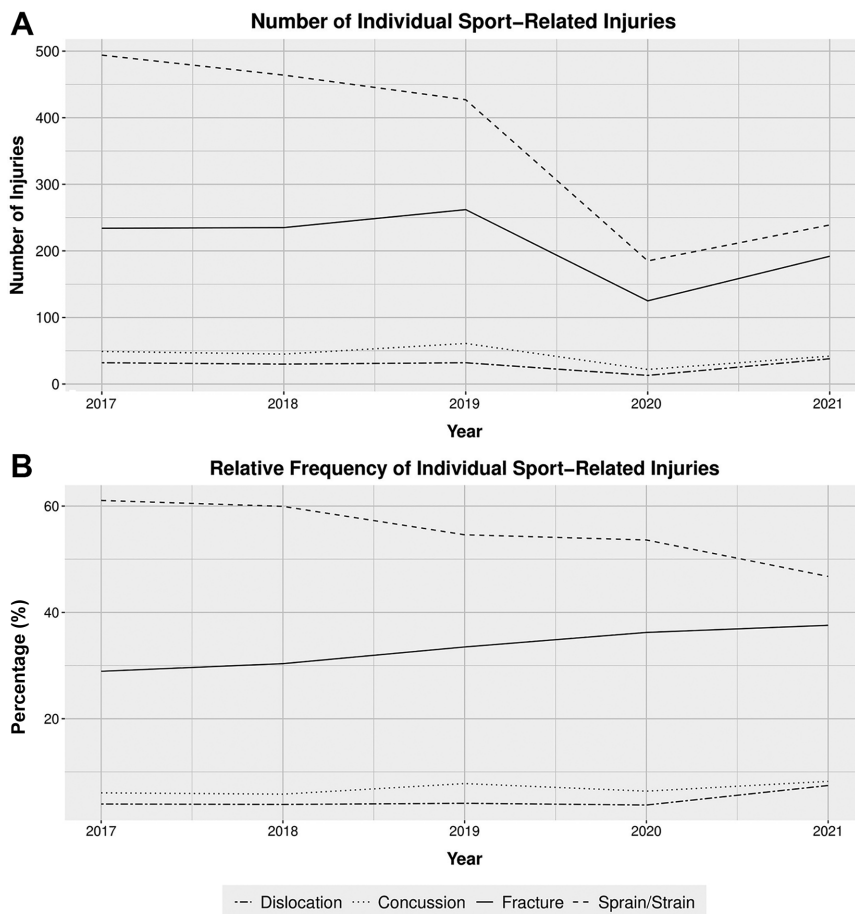 A
Number of Individual Sport−Related Injuries
500
400
300
200
100
0
Number of Injuries
2017 2018 2019 2020 2021
Year
B
Relative Frequency of Individual Sport−Related Injuries
60
40
20
Percentage (%)
2017 2018 2019 2020 2021
Year
Dislocation Concussion Fracture Sprain/Strain